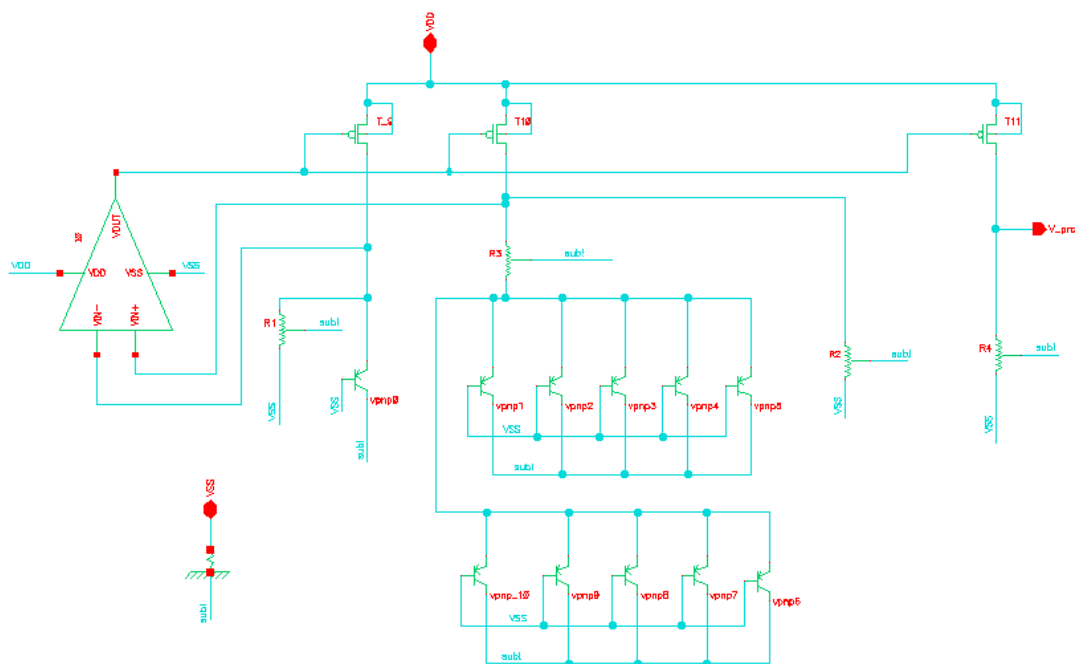 VDD
T_9
T10
T11
VOUT
VDD
VDD
VSS
VSS
VIN-
VIN+
R3
subl
R1
subl
VSS
vpnp0
VSS
subl
R2
subl
VSS
R4
subl
VSS
vpnp1
vpnp2
vpnp3
vpnp4
vpnp5
VSS
subl
VSS
subl
vpnp_10
vpnp9
vpnp8
vpnp7
vpnp6
VSS
subl